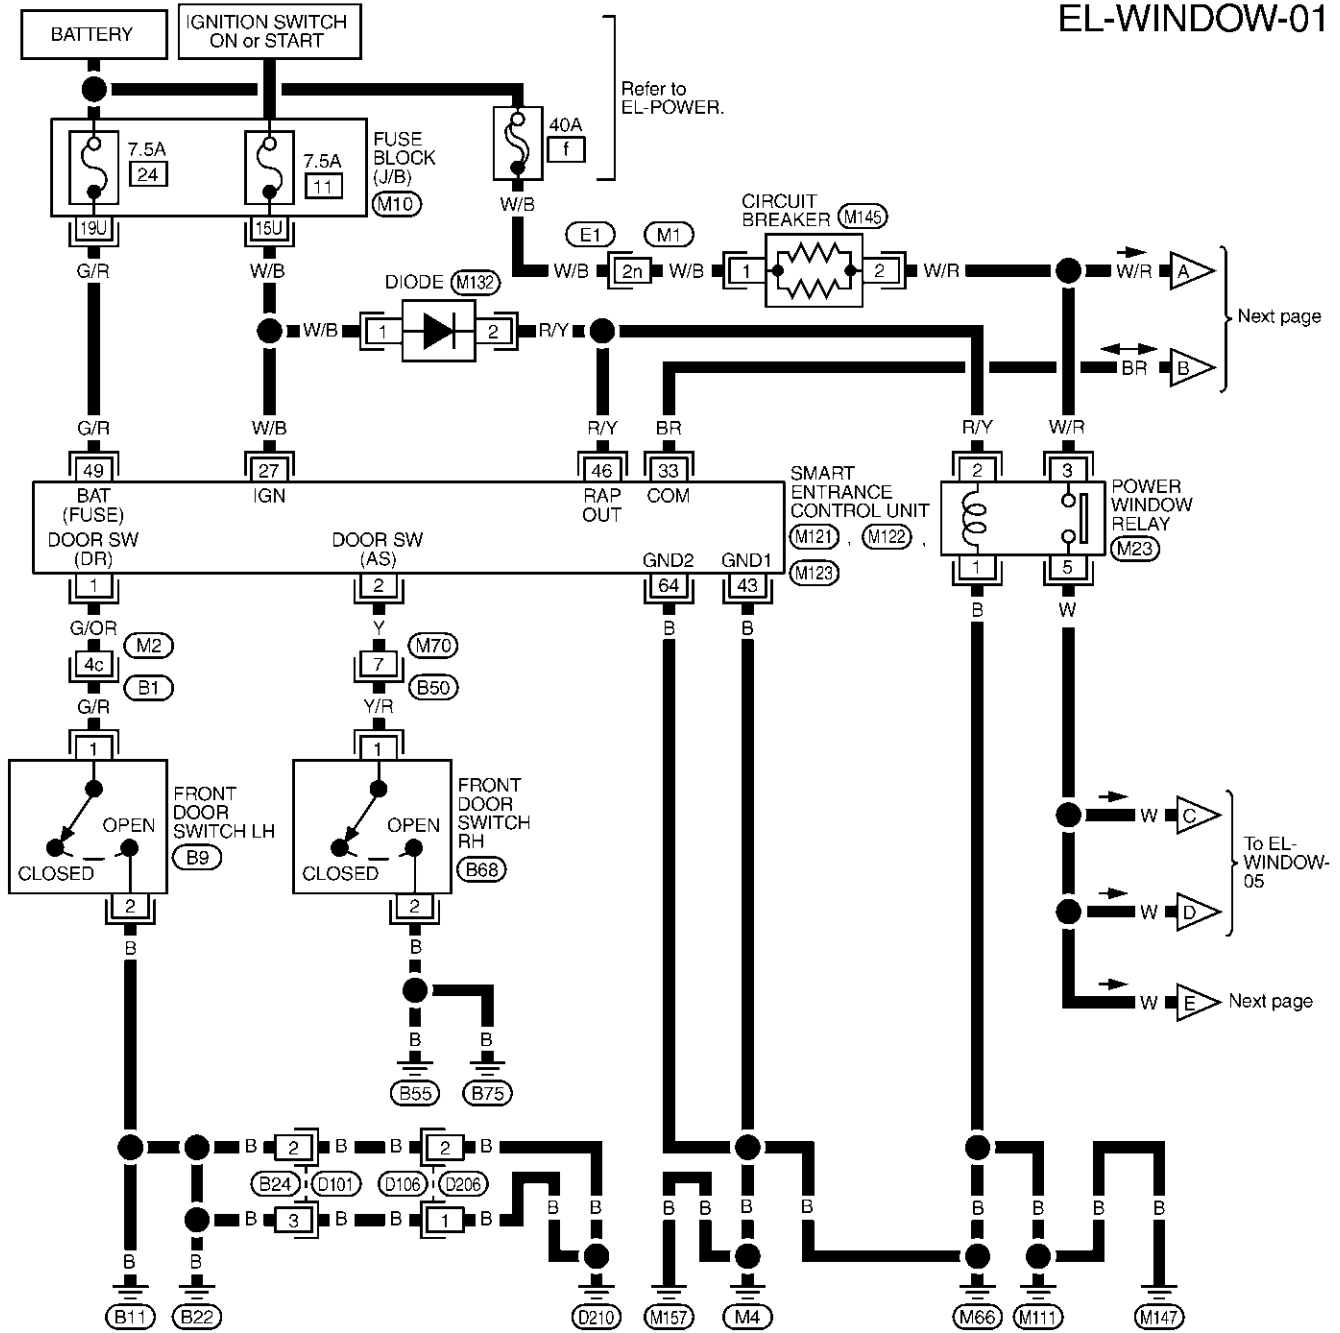 EL-WINDOW-01
BATTERY
IGNITION SWITCH
ON or START
Refer to
EL-POWER.
7.5A
24
7.5A
11
FUSE
BLOCK
(J/B)
M10
40A
f
19U
15U
W/B
G/R
W/B
E1
M1
CIRCUIT
BREAKER
M145
W/B
2n
W/B
1
2
W/R
W/R
A
DIODE
M132
W/B
1
2
R/Y
Next page
BR
B
G/R
W/B
R/Y
BR
R/Y
W/R
49
27
46
33
2
3
BAT
(FUSE)
IGN
RAP
OUT
COM
SMART
ENTRANCE
CONTROL UNIT
M121 , M122 ,
M123
POWER
WINDOW
RELAY
M23
DOOR SW
(DR)
DOOR SW
(AS)
GND2
GND1
1
2
64
43
1
5
G/OR
Y
B
B
B
W
M2
4c
B1
M70
7
B50
G/R
Y/R
1
1
OPEN
CLOSED
FRONT
DOOR
SWITCH LH
B9
OPEN
CLOSED
FRONT
DOOR
SWITCH
RH
B68
W
C
To EL-
WINDOW-
05
2
2
W
D
B
B
W
E
Next page
B
B
B55
B75
B
2
B
B
2
B
B24
D101
D106
D206
B
3
B
B
1
B
B
B
B
B
B
B
B
B
B
B
B
B
B11
B22
D210
M157
M4
M66
M111
M147